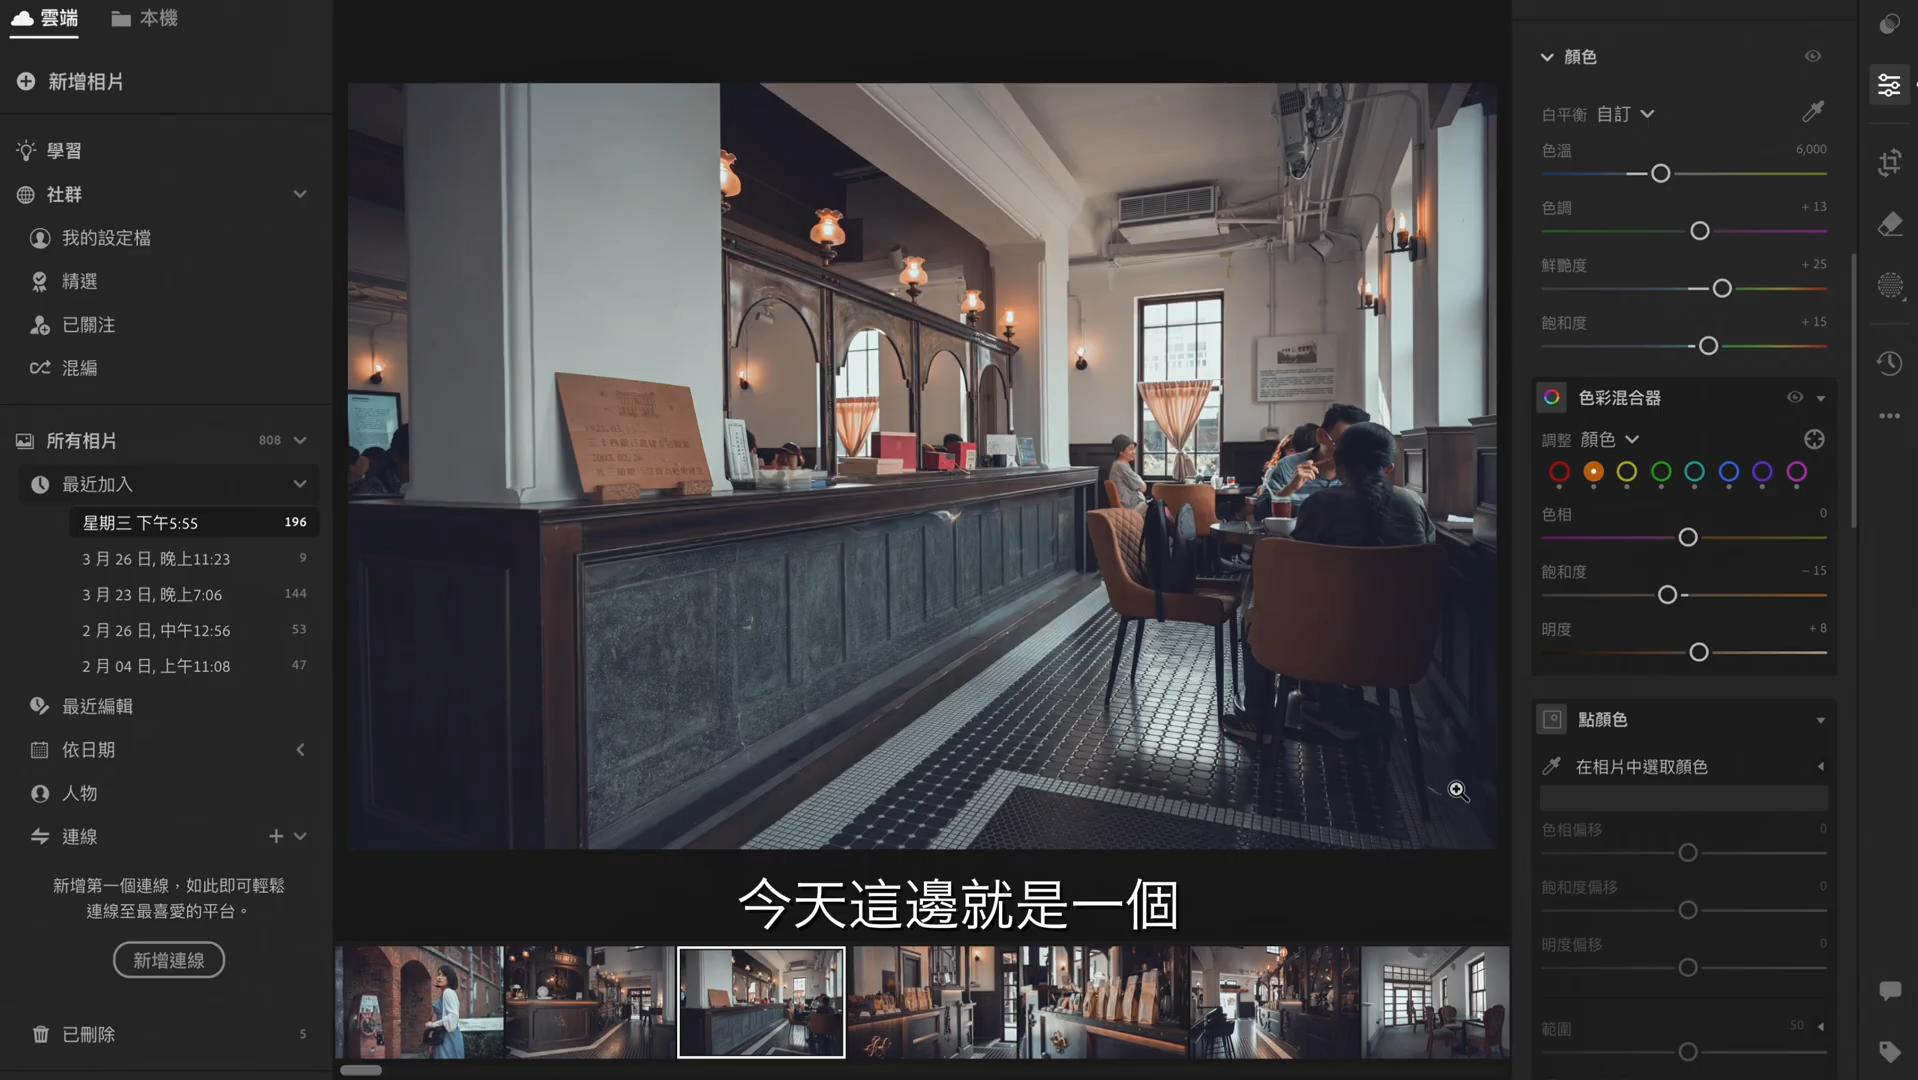 雲端
本機
新增相片
學習
社群
我的設定檔
精選
已關注
混編
所有相片 808
最近加入
星期三 下午5:55 196
3 月 26 日, 晚上11:23 9
3 月 23 日, 晚上7:06 144
2 月 26 日, 中午12:56 53
2 月 04 日, 上午11:08 47
最近編輯
依日期
人物
連線
新增第一個連線，如此即可輕鬆
連線至最喜愛的平台。
新增連線
已刪除 5
今天這邊就是一個
顏色
白平衡 自訂
色溫 6,000
色調 + 13
鮮艷度 + 25
飽和度 + 15
色彩混合器
調整 顏色
色相 0
飽和度 – 15
明度 + 8
點顏色
在相片中選取顏色
色相偏移 0
飽和度偏移 0
明度偏移 0
範圍 50